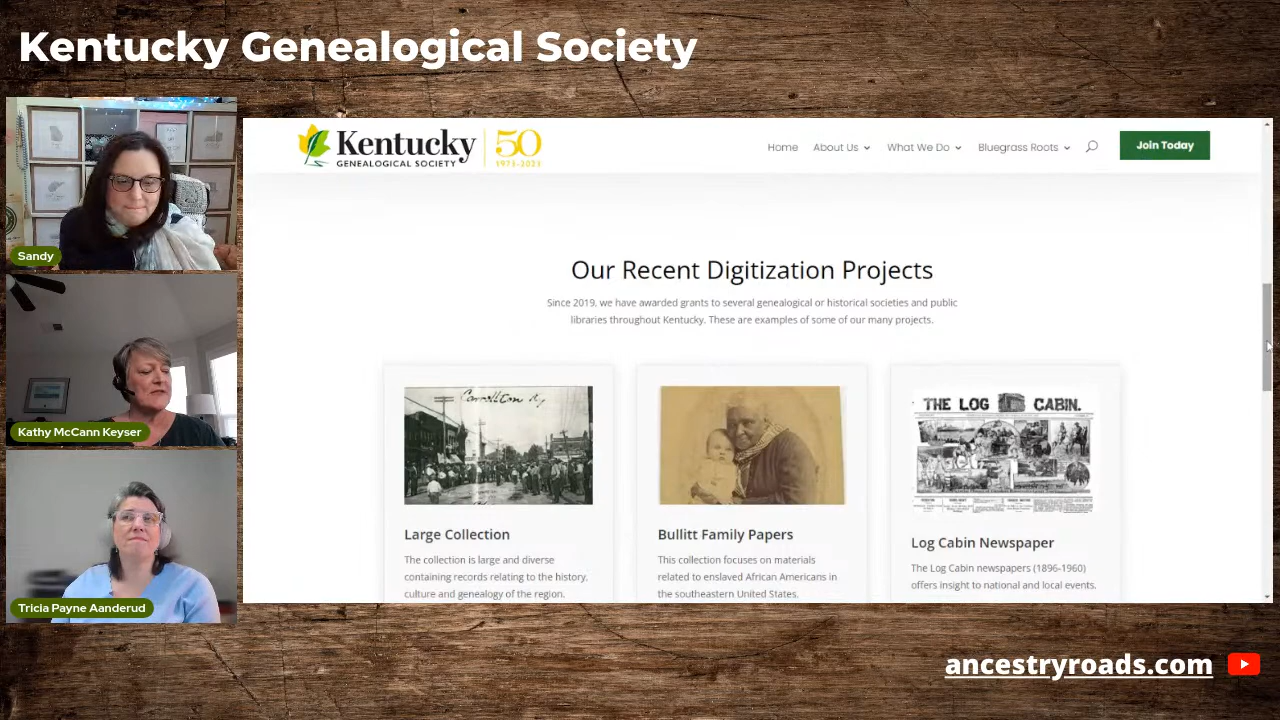 Kentucky Genealogical Society
Kentucky
GENEALOGICAL SOCIETY
50
1973-2023
Home
About Us
What We Do
Bluegrass Roots
Join Today
Sandy
Our Recent Digitization Projects
Since 2019, we have awarded grants to several genealogical or historical societies and public
libraries throughout Kentucky. These are examples of some of our many projects.
Kathy McCann Keyser
Carrollton Ky
THE LOG CABIN.
Large Collection
The collection is large and diverse
containing records relating to the history,
culture and genealogy of the region.
Bullitt Family Papers
This collection focuses on materials
related to enslaved African Americans in
the southeastern United States.
Log Cabin Newspaper
The Log Cabin newspapers (1896-1960)
offers insight to national and local events.
Tricia Payne Aanderud
ancestryroads.com